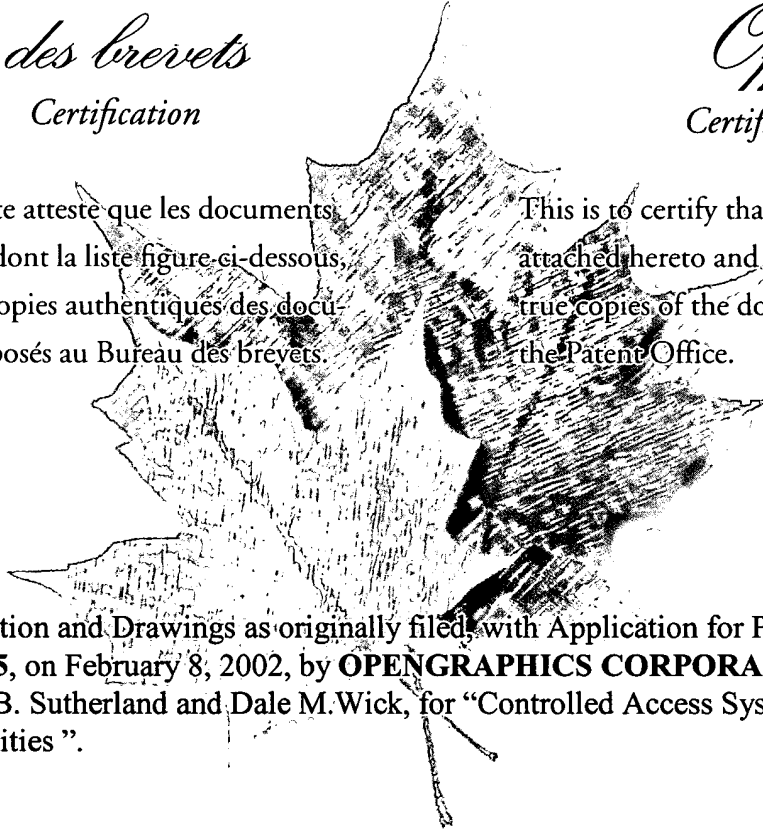 des brevets
Certification
te atteste que les documents
dont la liste figure ci-dessous,
opies authentiques des docu-
posés au Bureau des brevets.
Certif
This is to certify tha
attached hereto and
true copies of the do
the Patent Office.
tion and Drawings as originally filed, with Application for P
5, on February 8, 2002, by OPENGRAPHICS CORPORA
B. Sutherland and Dale M.Wick, for “Controlled Access Sys
ities ”.